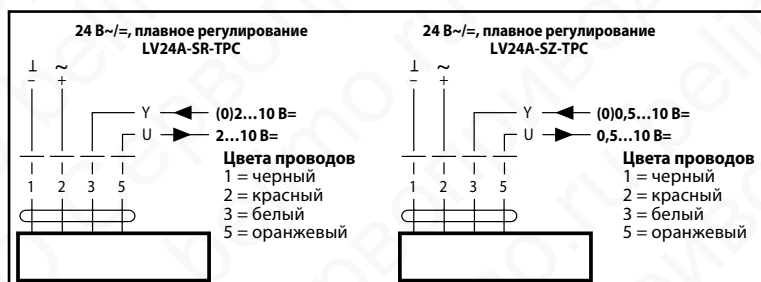 24 В~/=, плавное регулирование
LV24A-SR-TPC
⊥ ~
– +
Y (0)2...10 В=
U 2...10 В=
1 2 3 5
Цвета проводов
1 = черный
2 = красный
3 = белый
5 = оранжевый
24 В~/=, плавное регулирование
LV24A-SZ-TPC
⊥ ~
– +
Y (0)0,5...10 В=
U 0,5...10 В=
1 2 3 5
Цвета проводов
1 = черный
2 = красный
3 = белый
5 = оранжевый